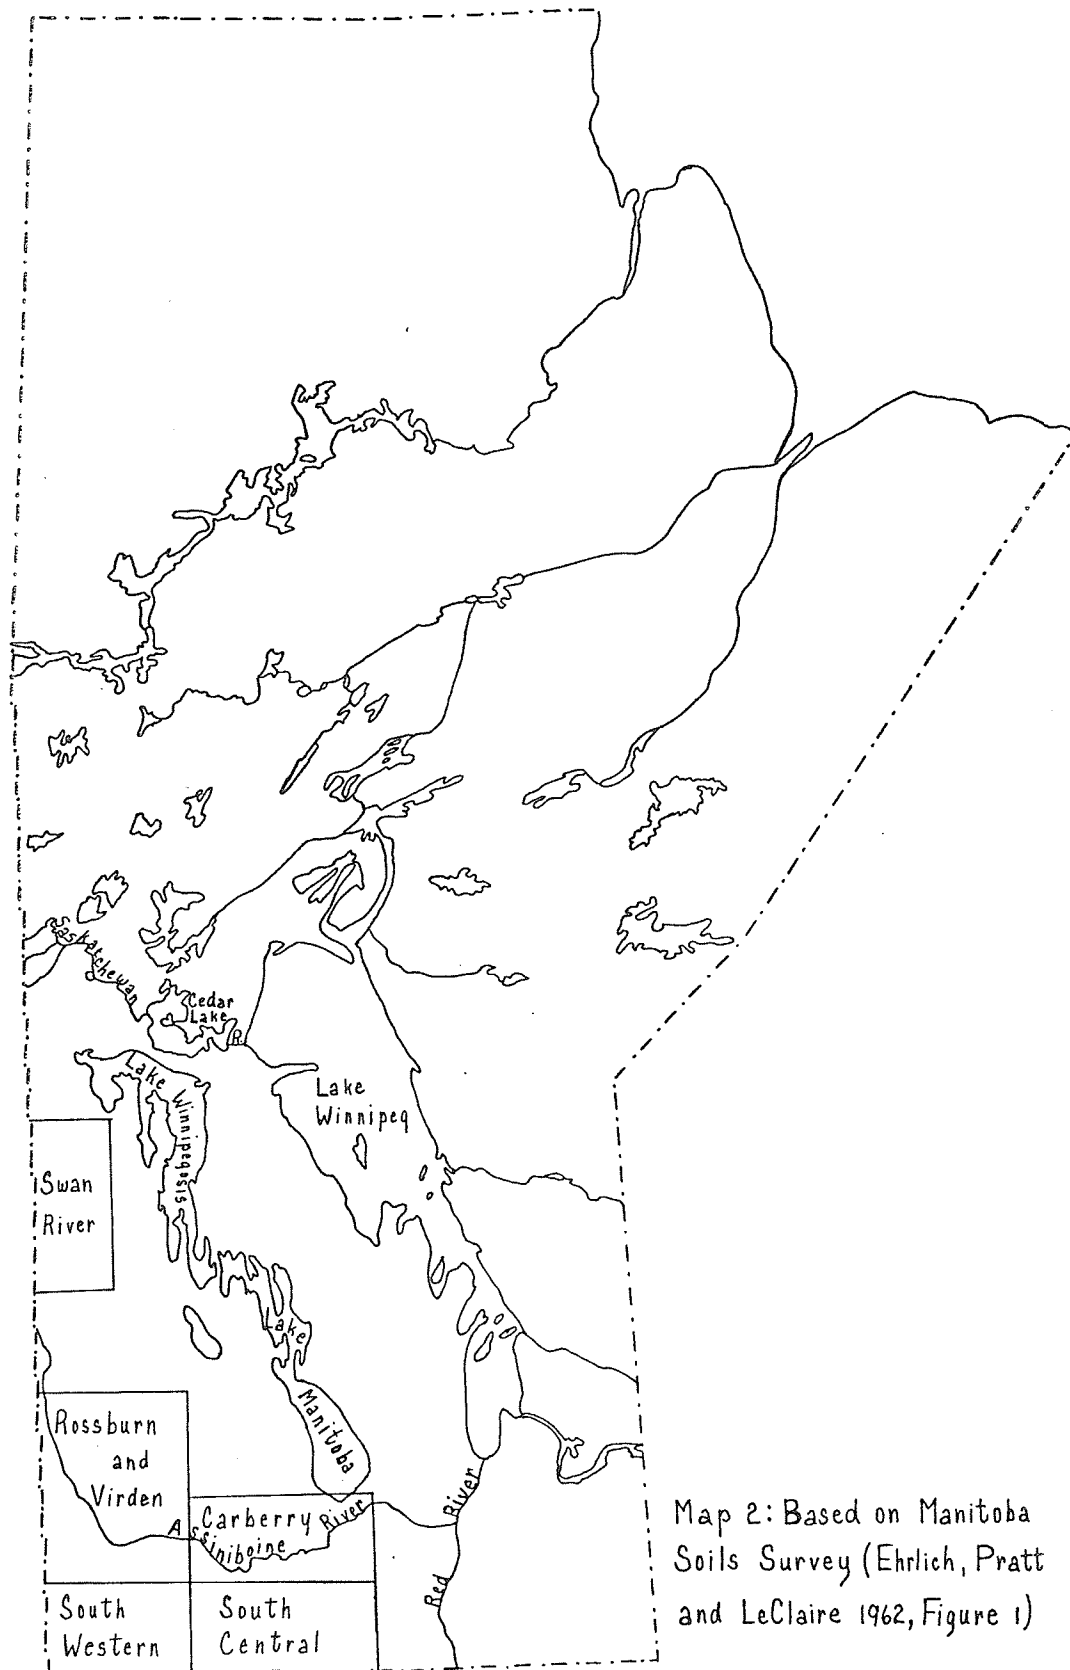 Saskatchewan
R.
Cedar
Lake
Lake Winnipegosis
Lake
Winnipeg
Swan
River
Lake
Manitoba
Rossburn
and
Virden
Carberry
Assiniboine River
Red River
South
Western
South
Central
Map 2: Based on Manitoba
Soils Survey (Ehrlich, Pratt
and LeClaire 1962, Figure 1)